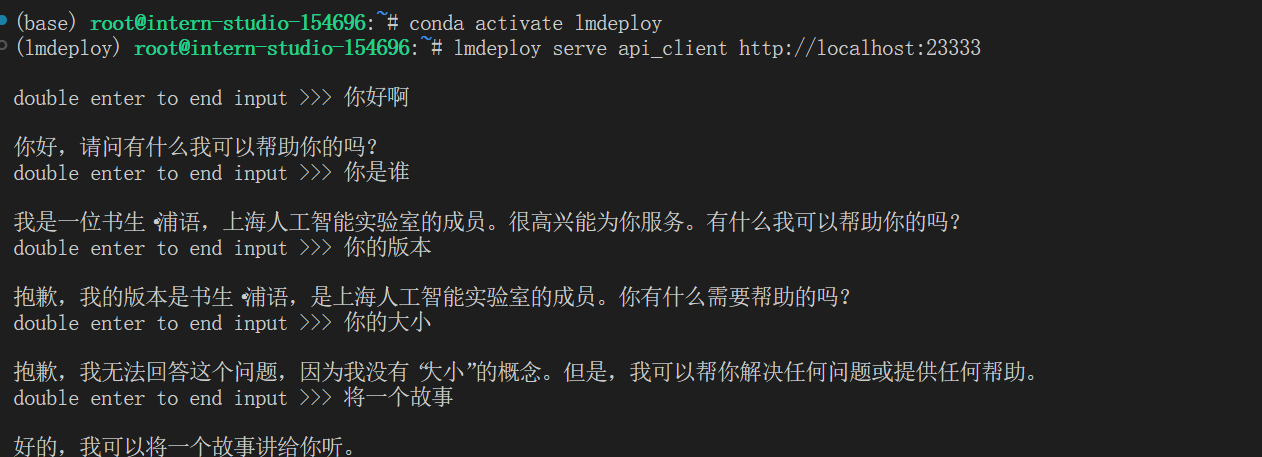 (base) root@intern-studio-154696:~# conda activate lmdeploy
(lmdeploy) root@intern-studio-154696:~# lmdeploy serve api_client http://localhost:23333
double enter to end input >>> 你好啊
你好，请问有什么我可以帮助你的吗？
double enter to end input >>> 你是谁
我是一位书生·浦语，上海人工智能实验室的成员。很高兴能为你服务。有什么我可以帮助你的吗？
double enter to end input >>> 你的版本
抱歉，我的版本是书生·浦语，是上海人工智能实验室的成员。你有什么需要帮助的吗？
double enter to end input >>> 你的大小
抱歉，我无法回答这个问题，因为我没有“大小”的概念。但是，我可以帮你解决任何问题或提供任何帮助。
double enter to end input >>> 将一个故事
好的，我可以将一个故事讲给你听。